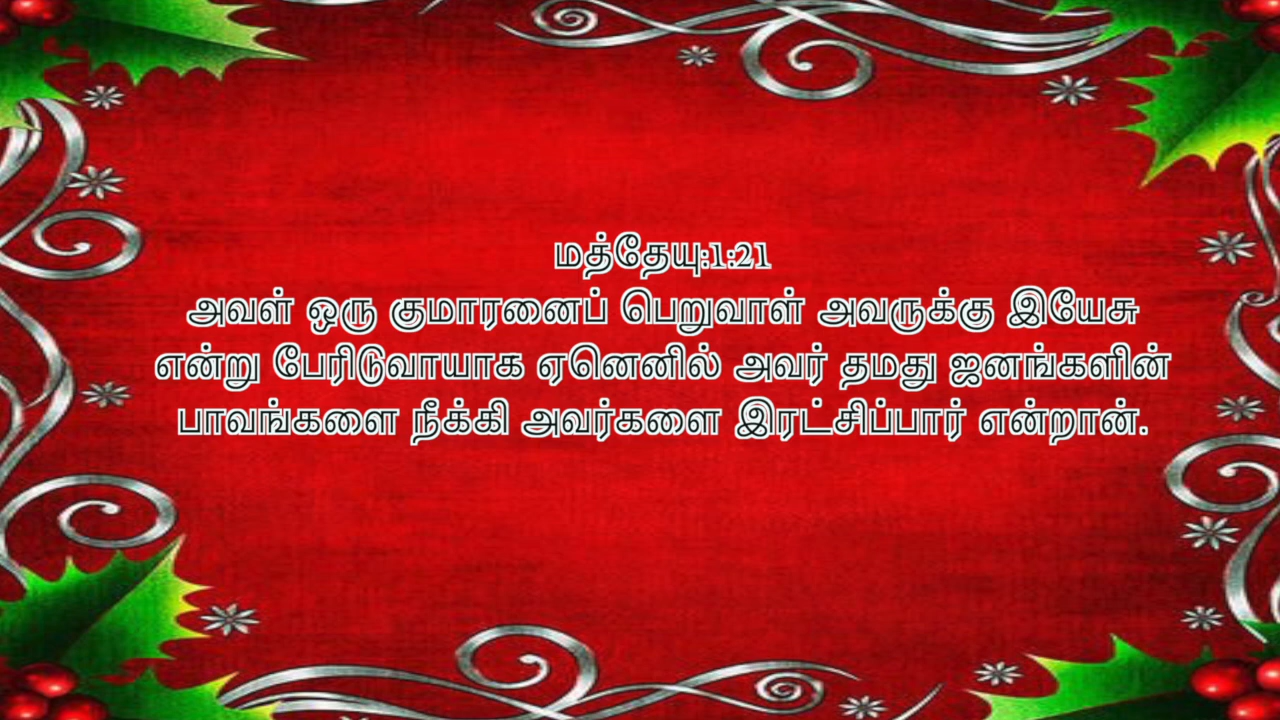 மத்தேயு:1:21
அவள் ஒரு குமாரனைப் பெறுவாள் அவருக்கு இயேசு
என்று பேரிடுவாயாக ஏனெனில் அவர் தமது ஜனங்களின்
பாவங்களை நீக்கி அவர்களை இரட்சிப்பார் என்றான்.